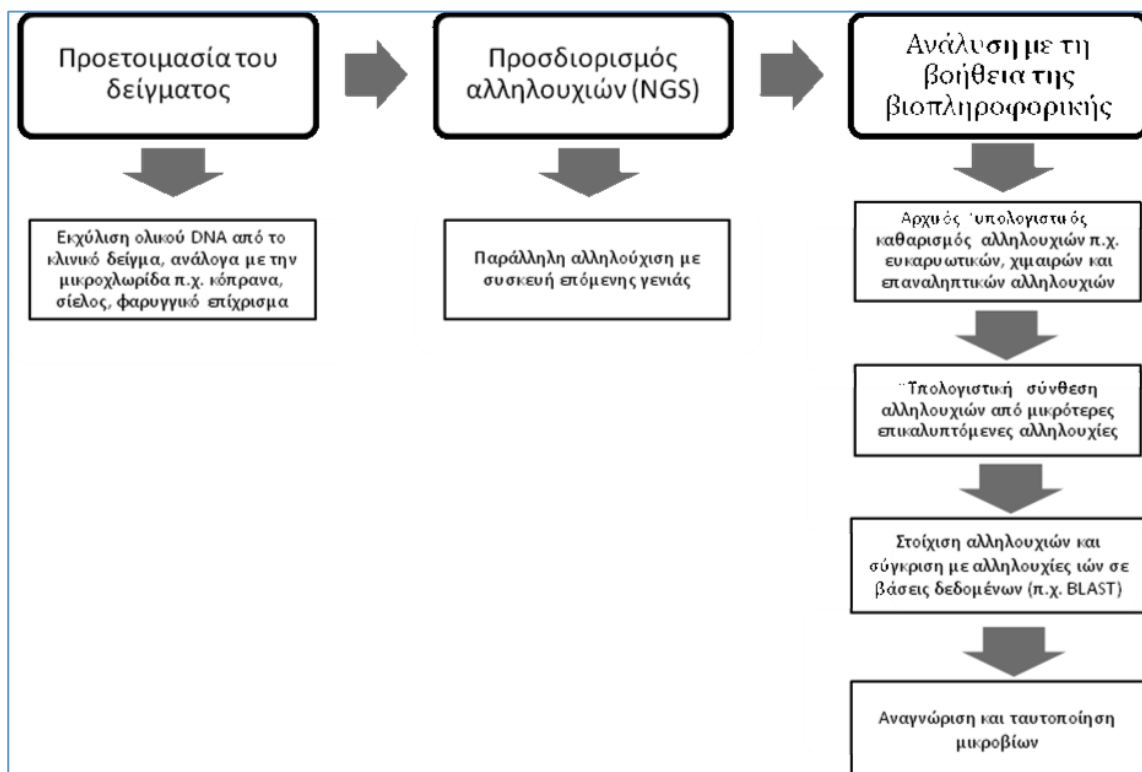 Προετοιμασία του
δείγματος
Προσδιορισμός
αλληλουχιών (NGS)
Ανάλυση με τη
βοήθεια της
βιοπληροφορικής
Εκχύλιση ολικού DNA από το
κλινικό δείγμα, ανάλογα με την
μικροχλωρίδα π.χ. κόπρανα,
σίελος, φαρυγγικό επίχρισμα
Παράλληλη αλληλούχιση με
συσκευή επόμενης γενιάς
Αρχικός υπολογιστικός
καθαρισμός αλληλουχιών π.χ.
ευκαρυωτικών, χιμαιρών και
επαναληπτικών αλληλουχιών
Υπολογιστική σύνθεση
αλληλουχιών από μικρότερες
επικαλυπτόμενες αλληλουχίες
Στοίχιση αλληλουχιών και
σύγκριση με αλληλουχίες ιών σε
βάσεις δεδομένων (π.χ. BLAST)
Αναγνώριση και ταυτοποίηση
μικροβίων